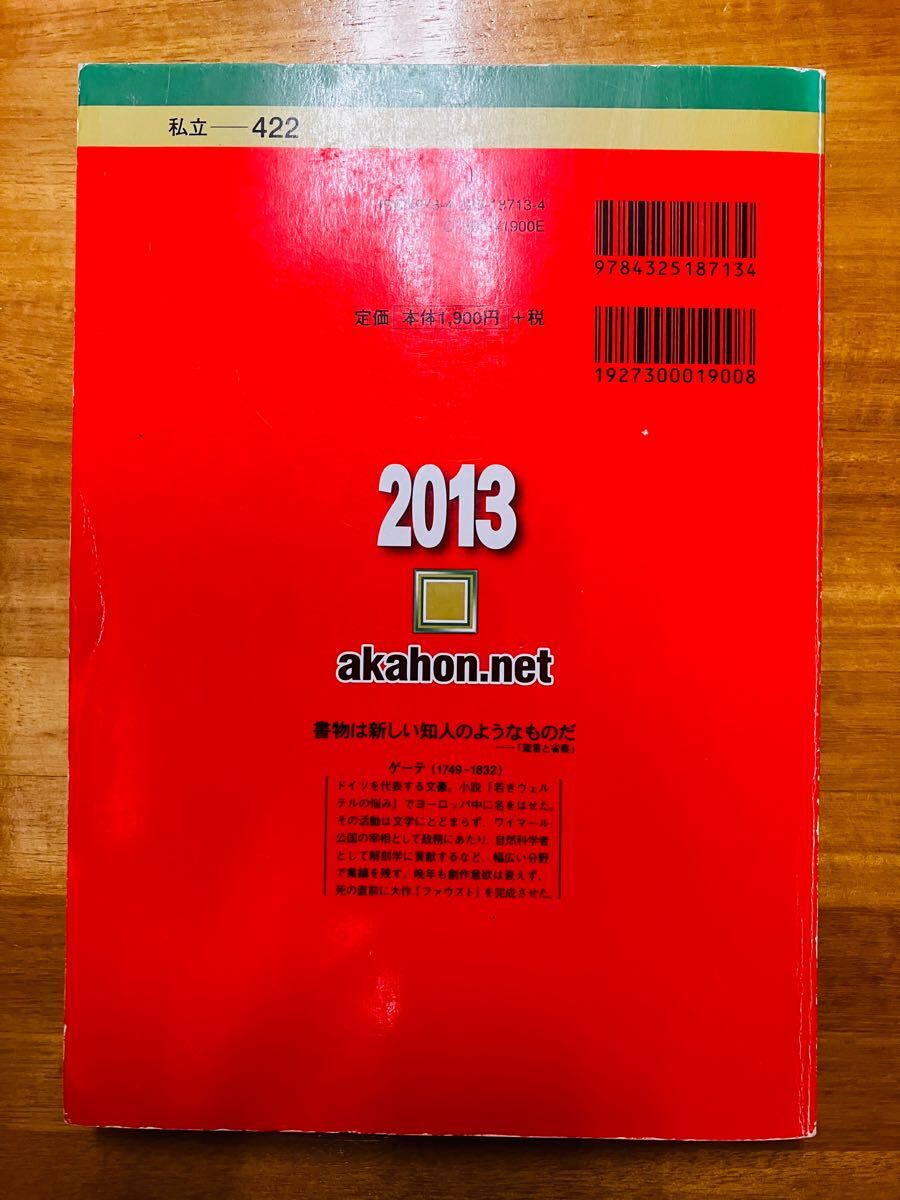 私立――422
18713-4
1900E
9784325187134
定価 本体1,900円 +税
1927300019008
2013
akahon.net
書物は新しい知人のようなものだ
ゲーテ (1749-1832)
ドイツを代表する文豪。小説『若きウェル
テルの悩み』でヨーロッパ中に名をはせた。
その活動は文学にとどまらず、ワイマール
公国の宰相として政務にあたり、自然科学者
として解剖学に貢献するなど、幅広い分野
で業績を残す。晩年も創作意欲は衰えず、
死の直前に大作『ファウスト』を完成させた。